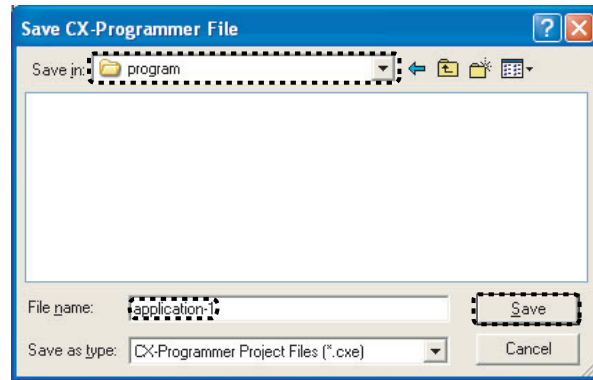 Save CX-Programmer File
Save in: program
File name: application-1
Save
Save as type: CX-Programmer Project Files (*.cxe)
Cancel